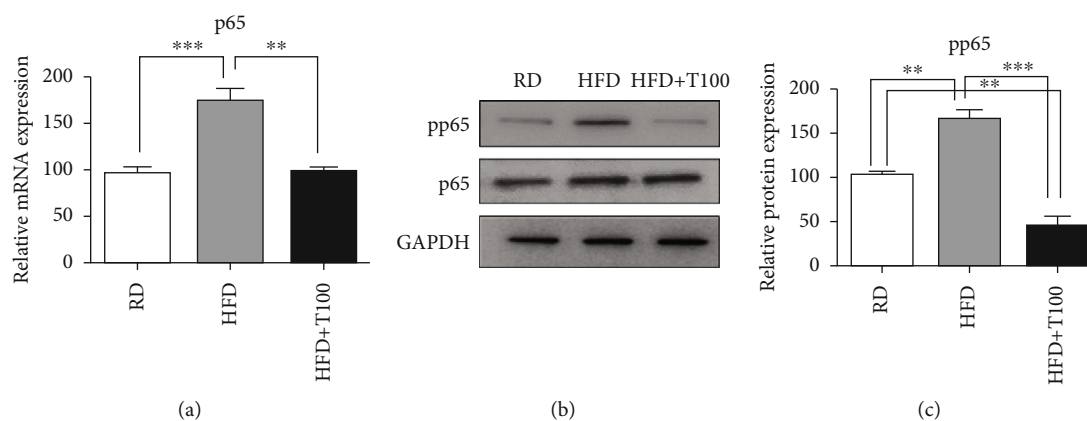 p65
*** **
Relative mRNA expression
200
150
100
50
0
RD
HFD
HFD+T100
(a)
RD HFD HFD+T100
pp65
p65
GAPDH
(b)
pp65
** ***
**
Relative protein expression
200
150
100
50
0
RD
HFD
HFD+T100
(c)